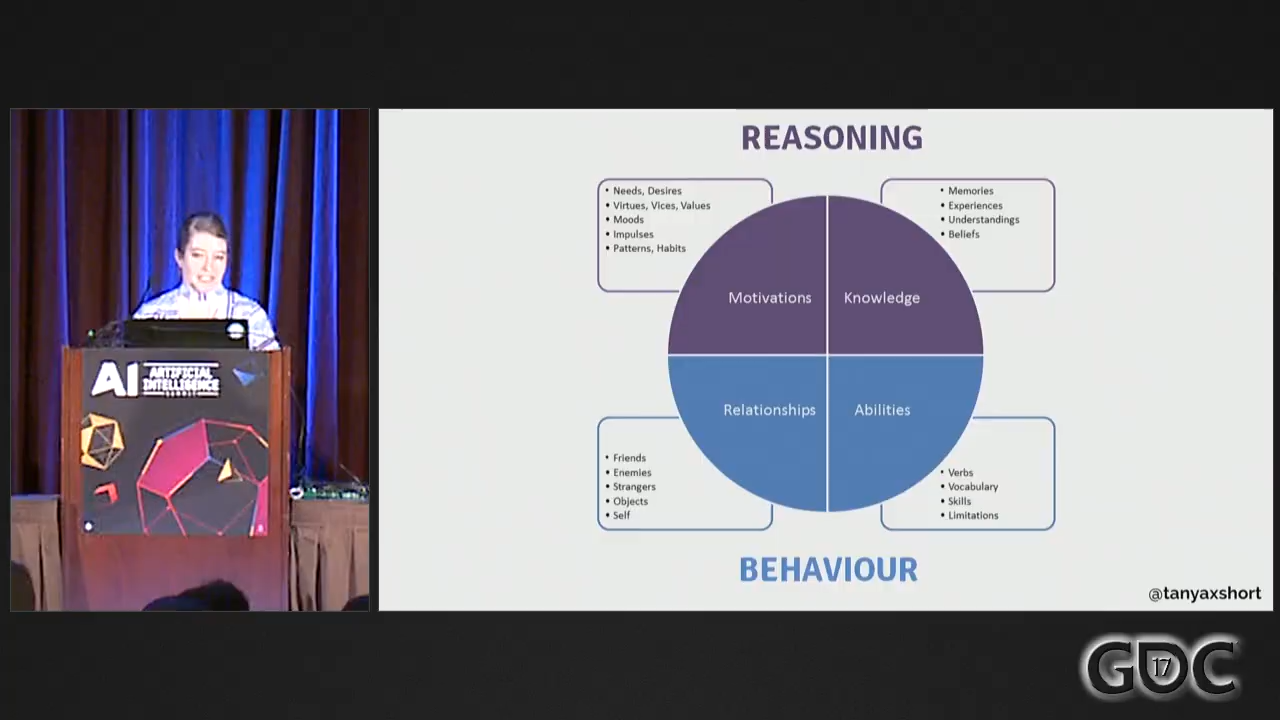 AI ARTIFICIAL
INTELLIGENCE
SUMMIT
REASONING
• Needs, Desires
• Virtues, Vices, Values
• Moods
• Impulses
• Patterns, Habits
• Memories
• Experiences
• Understandings
• Beliefs
Motivations
Knowledge
Relationships
Abilities
• Friends
• Enemies
• Strangers
• Objects
• Self
• Verbs
• Vocabulary
• Skills
• Limitations
BEHAVIOUR
@tanyaxshort
GDC
17